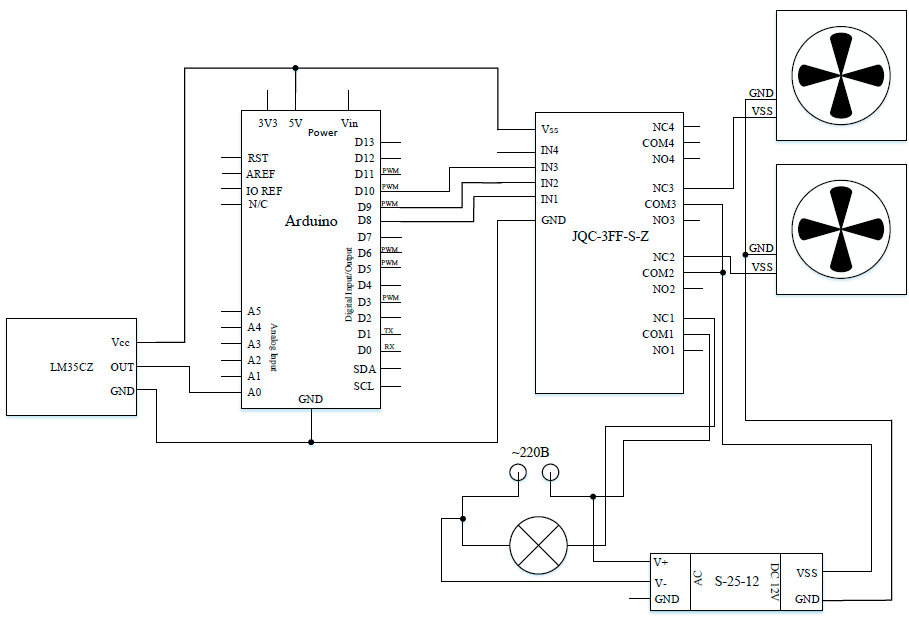 GND
VSS
GND
VSS
3V3 5V Vin
Power
D13
D12
D11 PWM
D10 PWM
D9 PWM
D8
D7
D6 PWM
D5 PWM
D4
D3 PWM
D2
D1 TX
D0 RX
SDA
SCL
RST
AREF
IO REF
N/C
Arduino
Digital Input/Output
A5
A4
A3
A2
A1
A0
Analog Input
GND
Vcc
LM35CZ OUT
GND
Vss
IN4
IN3
IN2
IN1
GND
JQC-3FF-S-Z
NC4
COM4
NO4
NC3
COM3
NO3
NC2
COM2
NO2
NC1
COM1
NO1
~220В
V+
V-
GND
AC
S-25-12
DC 12V
VSS
GND